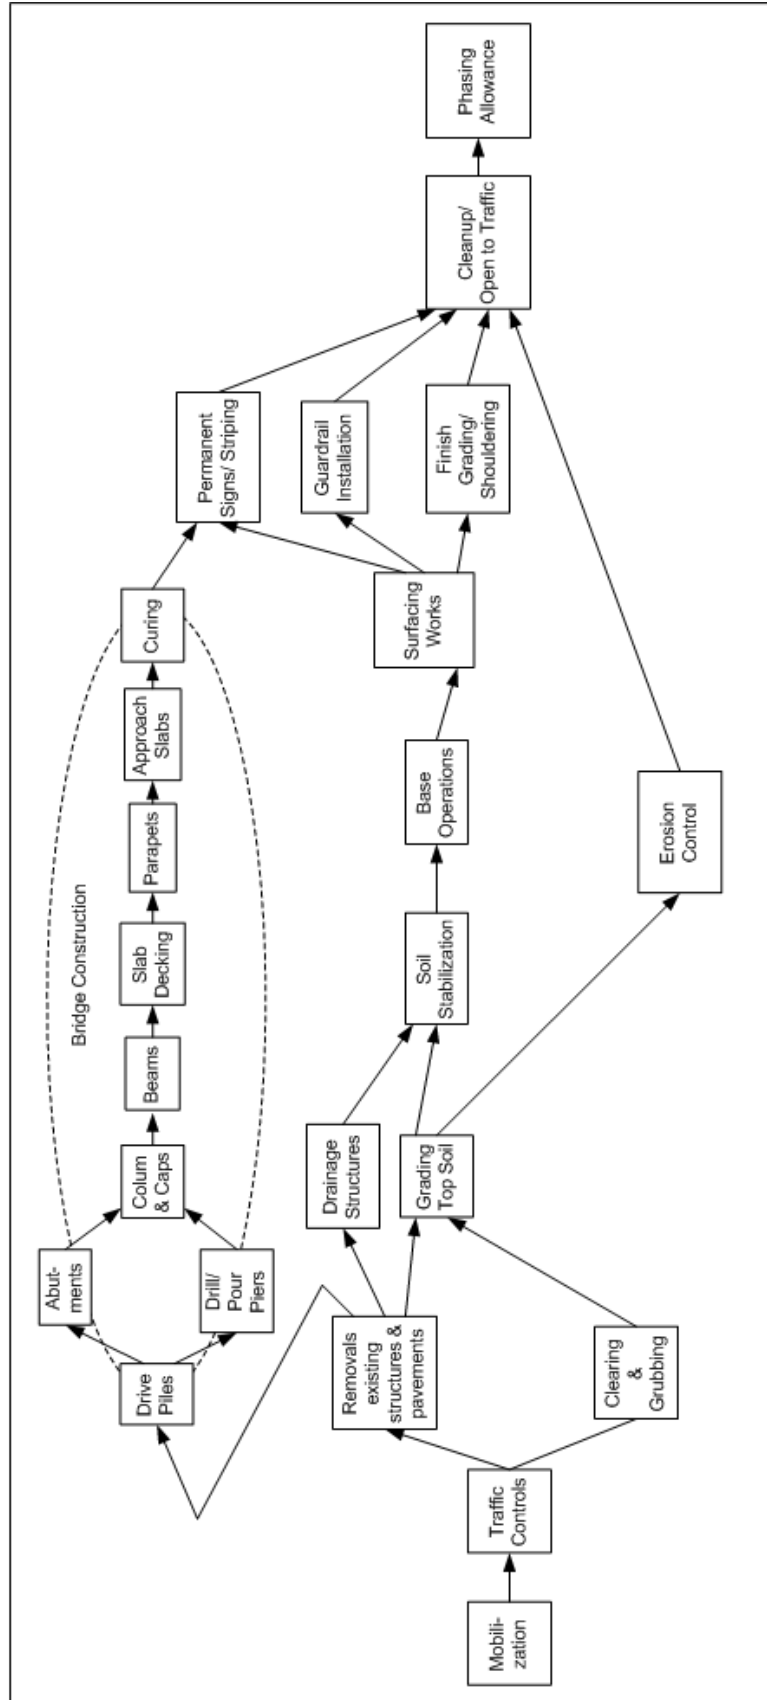 Mobili-
zation
Traffic
Controls
Removals
existing
structures &
pavements
Clearing
&
Grubbing
Drive
Piles
Abut-
ments
Drill/
Pour
Piers
Colum
& Caps
Beams
Slab
Decking
Parapets
Approach
Slabs
Curing
Bridge Construction
Drainage
Structures
Grading
Top Soil
Soil
Stabilization
Base
Operations
Surfacing
Works
Erosion
Control
Permanent
Signs/ Striping
Guardrail
Installation
Finish
Grading/
Shouldering
Cleanup/
Open to Traffic
Phasing
Allowance